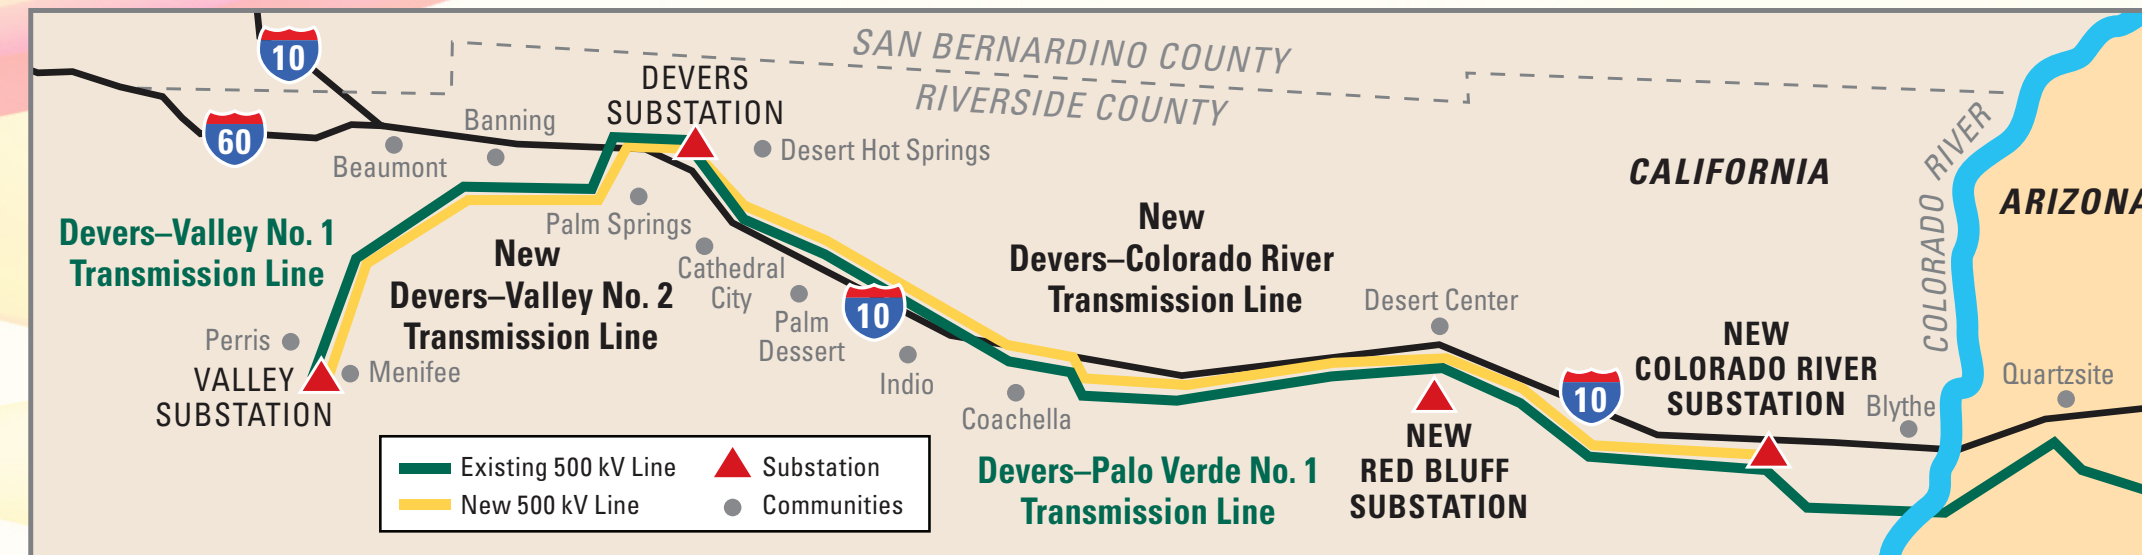 10
SAN BERNARDINO COUNTY
RIVERSIDE COUNTY
DEVERS
SUBSTATION
60
Banning
Beaumont
Desert Hot Springs
CALIFORNIA
COLORADO RIVER
ARIZONA
Devers–Valley No. 1
Transmission Line
Palm Springs
New
Devers–Valley No. 2
Transmission Line
Cathedral
City
Palm
Dessert
10
New
Devers–Colorado River
Transmission Line
Desert Center
Perris
Menifee
VALLEY
SUBSTATION
Indio
Coachella
10
NEW
COLORADO RIVER
SUBSTATION
Blythe
Quartzsite
Devers–Palo Verde No. 1
Transmission Line
NEW
RED BLUFF
SUBSTATION
Existing 500 kV Line
Substation
New 500 kV Line
Communities